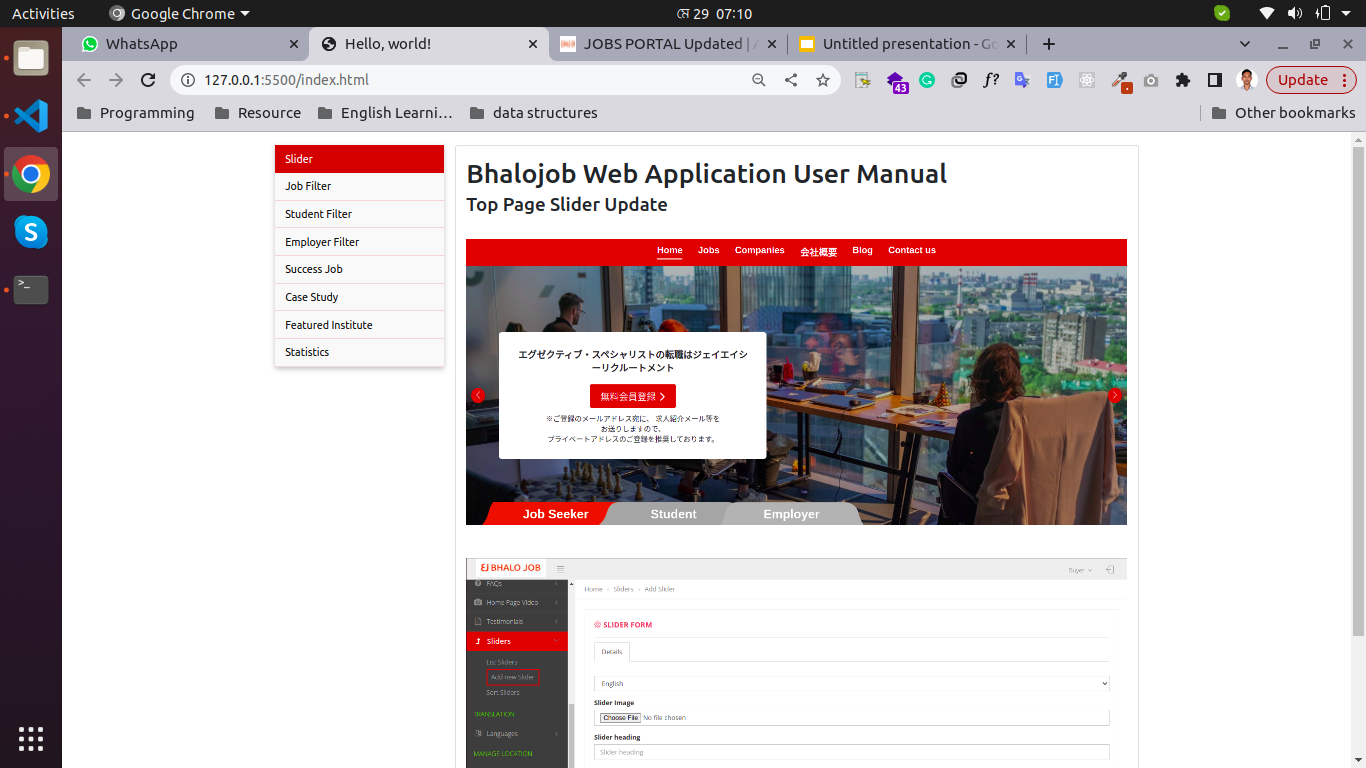 Activities
Google Chrome
মে 29 07:10
WhatsApp
Hello, world!
JOBS PORTAL Updated |
Untitled presentation - Go
127.0.0.1:5500/index.html
43
Update
Programming
Resource
English Learni...
data structures
Other bookmarks
Slider
Job Filter
Student Filter
Employer Filter
Success Job
Case Study
Featured Institute
Statistics
Bhalojob Web Application User Manual
Top Page Slider Update
Home Jobs Companies 会社概要 Blog Contact us
エグゼクティブ・スペシャリストの転職はジェイエイシ
ーリクルートメント
無料会員登録
※ご登録のメールアドレス宛に、 求人紹介メール等を
お送りしますので、
プライベートアドレスのご登録を推奨しております。
Job Seeker Student Employer
BHALO JOB
Buyer
FAQs
Home Page Video
Testimonials
Sliders
List Sliders
Add new Slider
Sort Sliders
TRANSLATION
Languages
MANAGE LOCATION
Home Sliders Add Slider
SLIDER FORM
Details
English
Slider Image
Choose File No file chosen
Slider heading
Slider heading